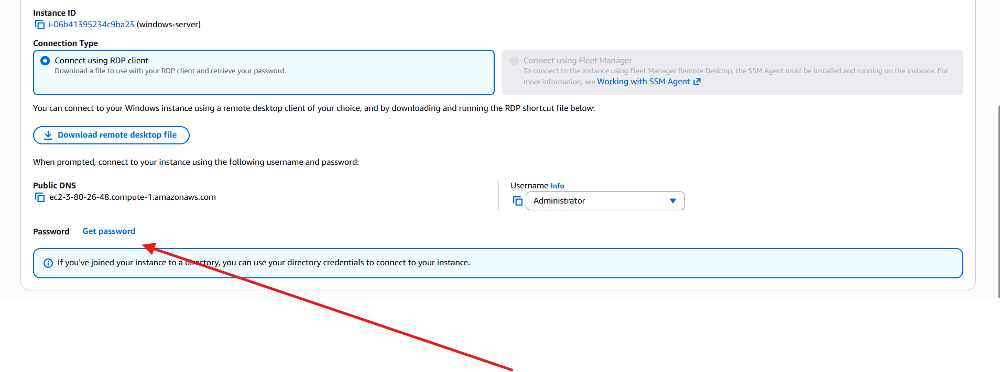 Instance ID
i-06b41395234c9ba23 (windows-server)
Connection Type
Connect using RDP client
Download a file to use with your RDP client and retrieve your password.
Connect using Fleet Manager
To connect to the instance using Fleet Manager Remote Desktop, the SSM Agent must be installed and running on the instance. For
more information, see Working with SSM Agent
You can connect to your Windows instance using a remote desktop client of your choice, and by downloading and running the RDP shortcut file below:
Download remote desktop file
When prompted, connect to your instance using the following username and password:
Public DNS
ec2-3-80-26-48.compute-1.amazonaws.com
Username Info
Administrator
Password Get password
If you've joined your instance to a directory, you can use your directory credentials to connect to your instance.